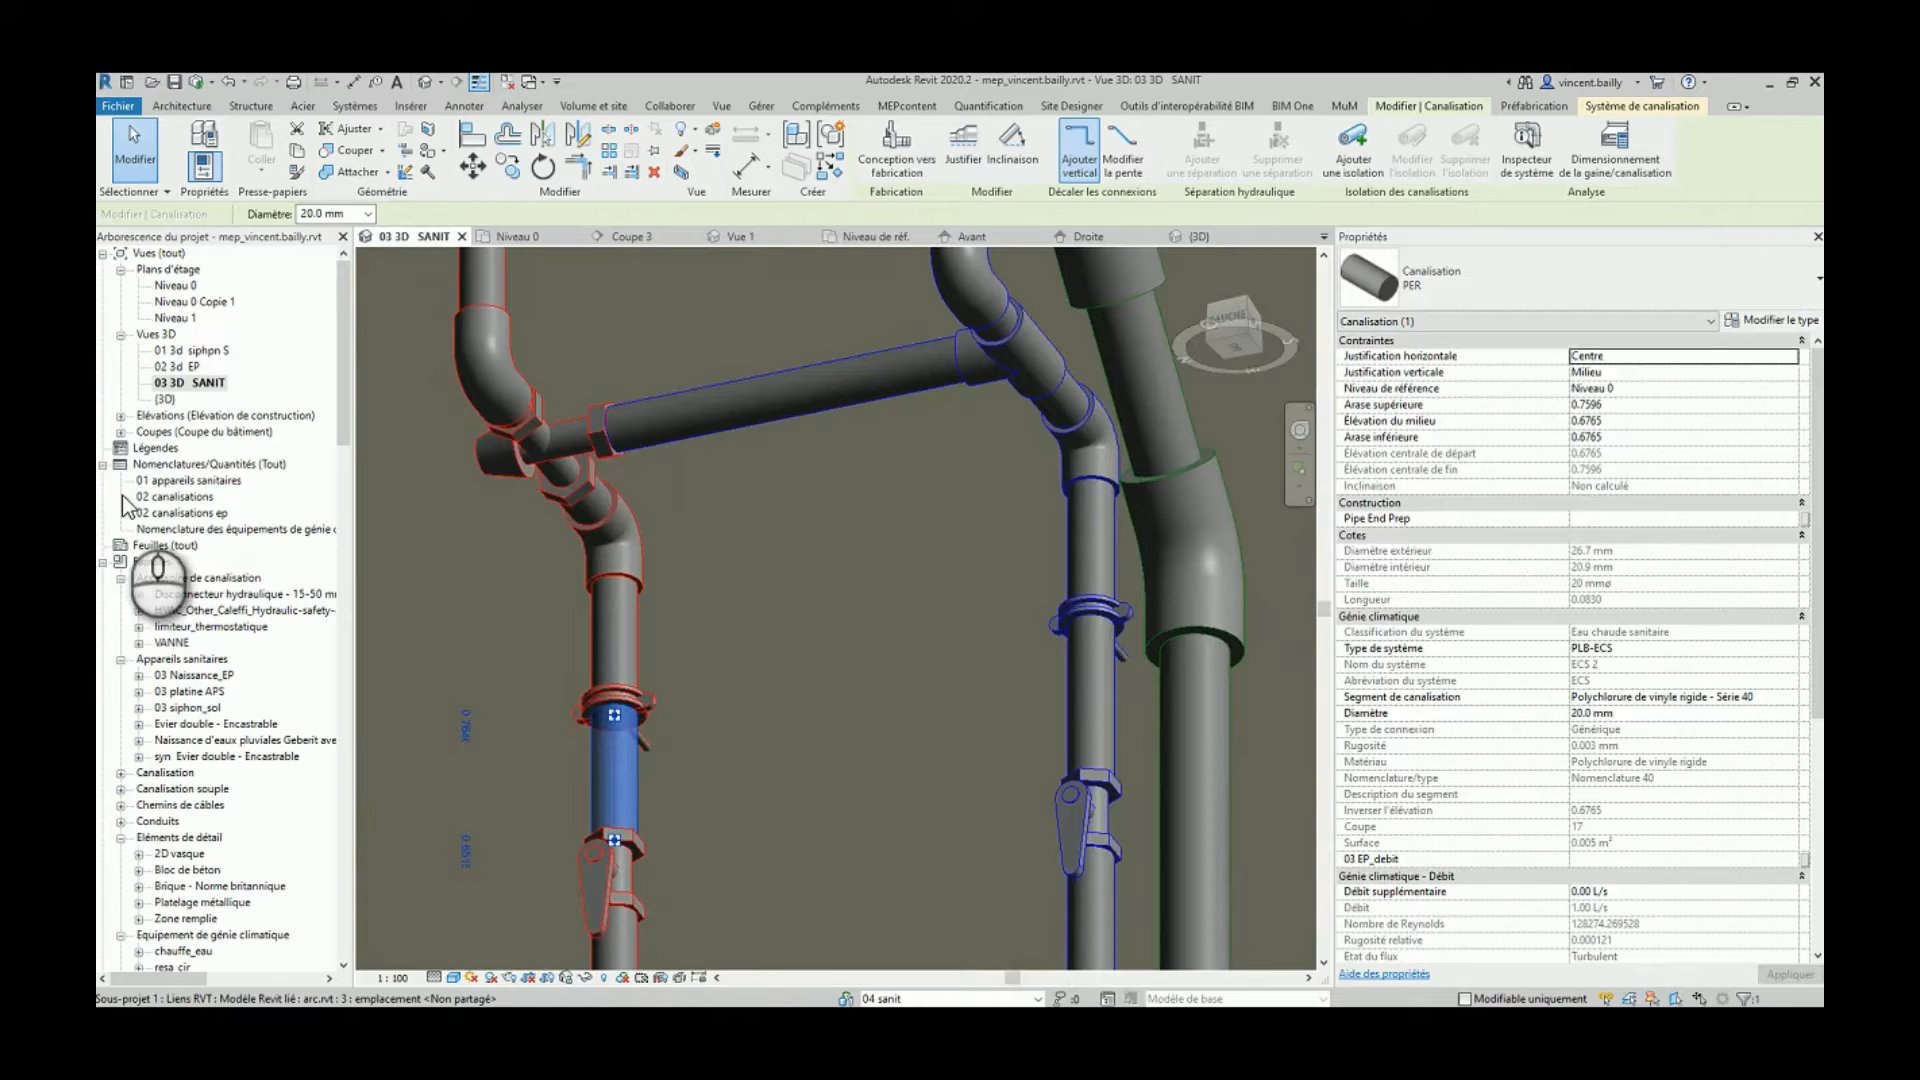 Autodesk Revit 2020.2 - mep_vincent.bailly.rvt - Vue 3D: 03 3D SANIT
vincent.bailly
Fichier Architecture Structure Acier Systèmes Insérer Annoter Analyser Volume et site Collaborer Vue Gérer Compléments MEPcontent Quantification Site Designer Outils d'interopérabilité BIM BIM One MuM Modifier | Canalisation Préfabrication Système de canalisation
Modifier
Coller
Ajuster
Couper
Attacher
Conception vers fabrication
Justifier Inclinaison
Ajouter vertical
Modifier la pente
Ajouter une séparation
Supprimer une séparation
Ajouter une isolation
Modifier l'isolation
Supprimer l'isolation
Inspecteur de système
Dimensionnement de la gaine/canalisation
Sélectionner Propriétés Presse-papiers Géométrie Modifier Vue Mesurer Créer Fabrication Modifier Décaler les connexions Séparation hydraulique Isolation des canalisations Analyse
Modifier | Canalisation Diamètre: 20.0 mm
Arborescence du projet - mep_vincent.bailly.rvt
03 3D SANIT Niveau 0 Coupe 3 Vue 1 Niveau de réf. Avant Droite {3D}
Vues (tout)
Plans d'étage
Niveau 0
Niveau 0 Copie 1
Niveau 1
Vues 3D
01 3d siphpn S
02 3d EP
03 3D SANIT
{3D}
Elévations (Elévation de construction)
Coupes (Coupe du bâtiment)
Légendes
Nomenclatures/Quantités (Tout)
01 appareils sanitaires
02 canalisations
02 canalisations ep
Nomenclature des équipements de génie c
Feuilles (tout)
de canalisation
Disconnecteur hydraulique - 15-50 m
HVAC_Other_Caleffi_Hydraulic-safety-
limiteur_thermostatique
VANNE
Appareils sanitaires
03 Naissance_EP
03 platine APS
03 siphon_sol
Evier double - Encastrable
Naissance d'eaux pluviales Geberit ave
syn Evier double - Encastrable
Canalisation
Canalisation souple
Chemins de câbles
Conduits
Eléments de détail
2D vasque
Bloc de béton
Brique - Norme britannique
Platelage métallique
Zone remplie
Equipement de génie climatique
chauffe_eau
resa_cir
GAUCHE
Propriétés
Canalisation
PER
Canalisation (1) Modifier le type
Contraintes
Justification horizontale Centre
Justification verticale Milieu
Niveau de référence Niveau 0
Arase supérieure 0.7596
Élévation du milieu 0.6765
Arase inférieure 0.6765
Élévation centrale de départ 0.6765
Élévation centrale de fin 0.7596
Inclinaison Non calculé
Construction
Pipe End Prep
Cotes
Diamètre extérieur 26.7 mm
Diamètre intérieur 20.9 mm
Taille 20 mmø
Longueur 0.0830
Génie climatique
Classification du système Eau chaude sanitaire
Type de système PLB-ECS
Nom du système ECS 2
Abréviation du système ECS
Segment de canalisation Polychlorure de vinyle rigide - Série 40
Diamètre 20.0 mm
Type de connexion Générique
Rugosité 0.003 mm
Matériau Polychlorure de vinyle rigide
Nomenclature/type Nomenclature 40
Description du segment
Inverser l'élévation 0.6765
Coupe 17
Surface 0.005 m²
03 EP_debit
Génie climatique - Débit
Débit supplémentaire 0.00 L/s
Débit 1.00 L/s
Nombre de Reynolds 128274.269528
Rugosité relative 0.000121
Etat du flux Turbulent
Aide des propriétés Appliquer
1 : 100
Sous-projet 1 : Liens RVT : Modèle Revit lié : arc.rvt : 3 : emplacement <Non partagé>
04 sanit :0 Modèle de base Modifiable uniquement :1